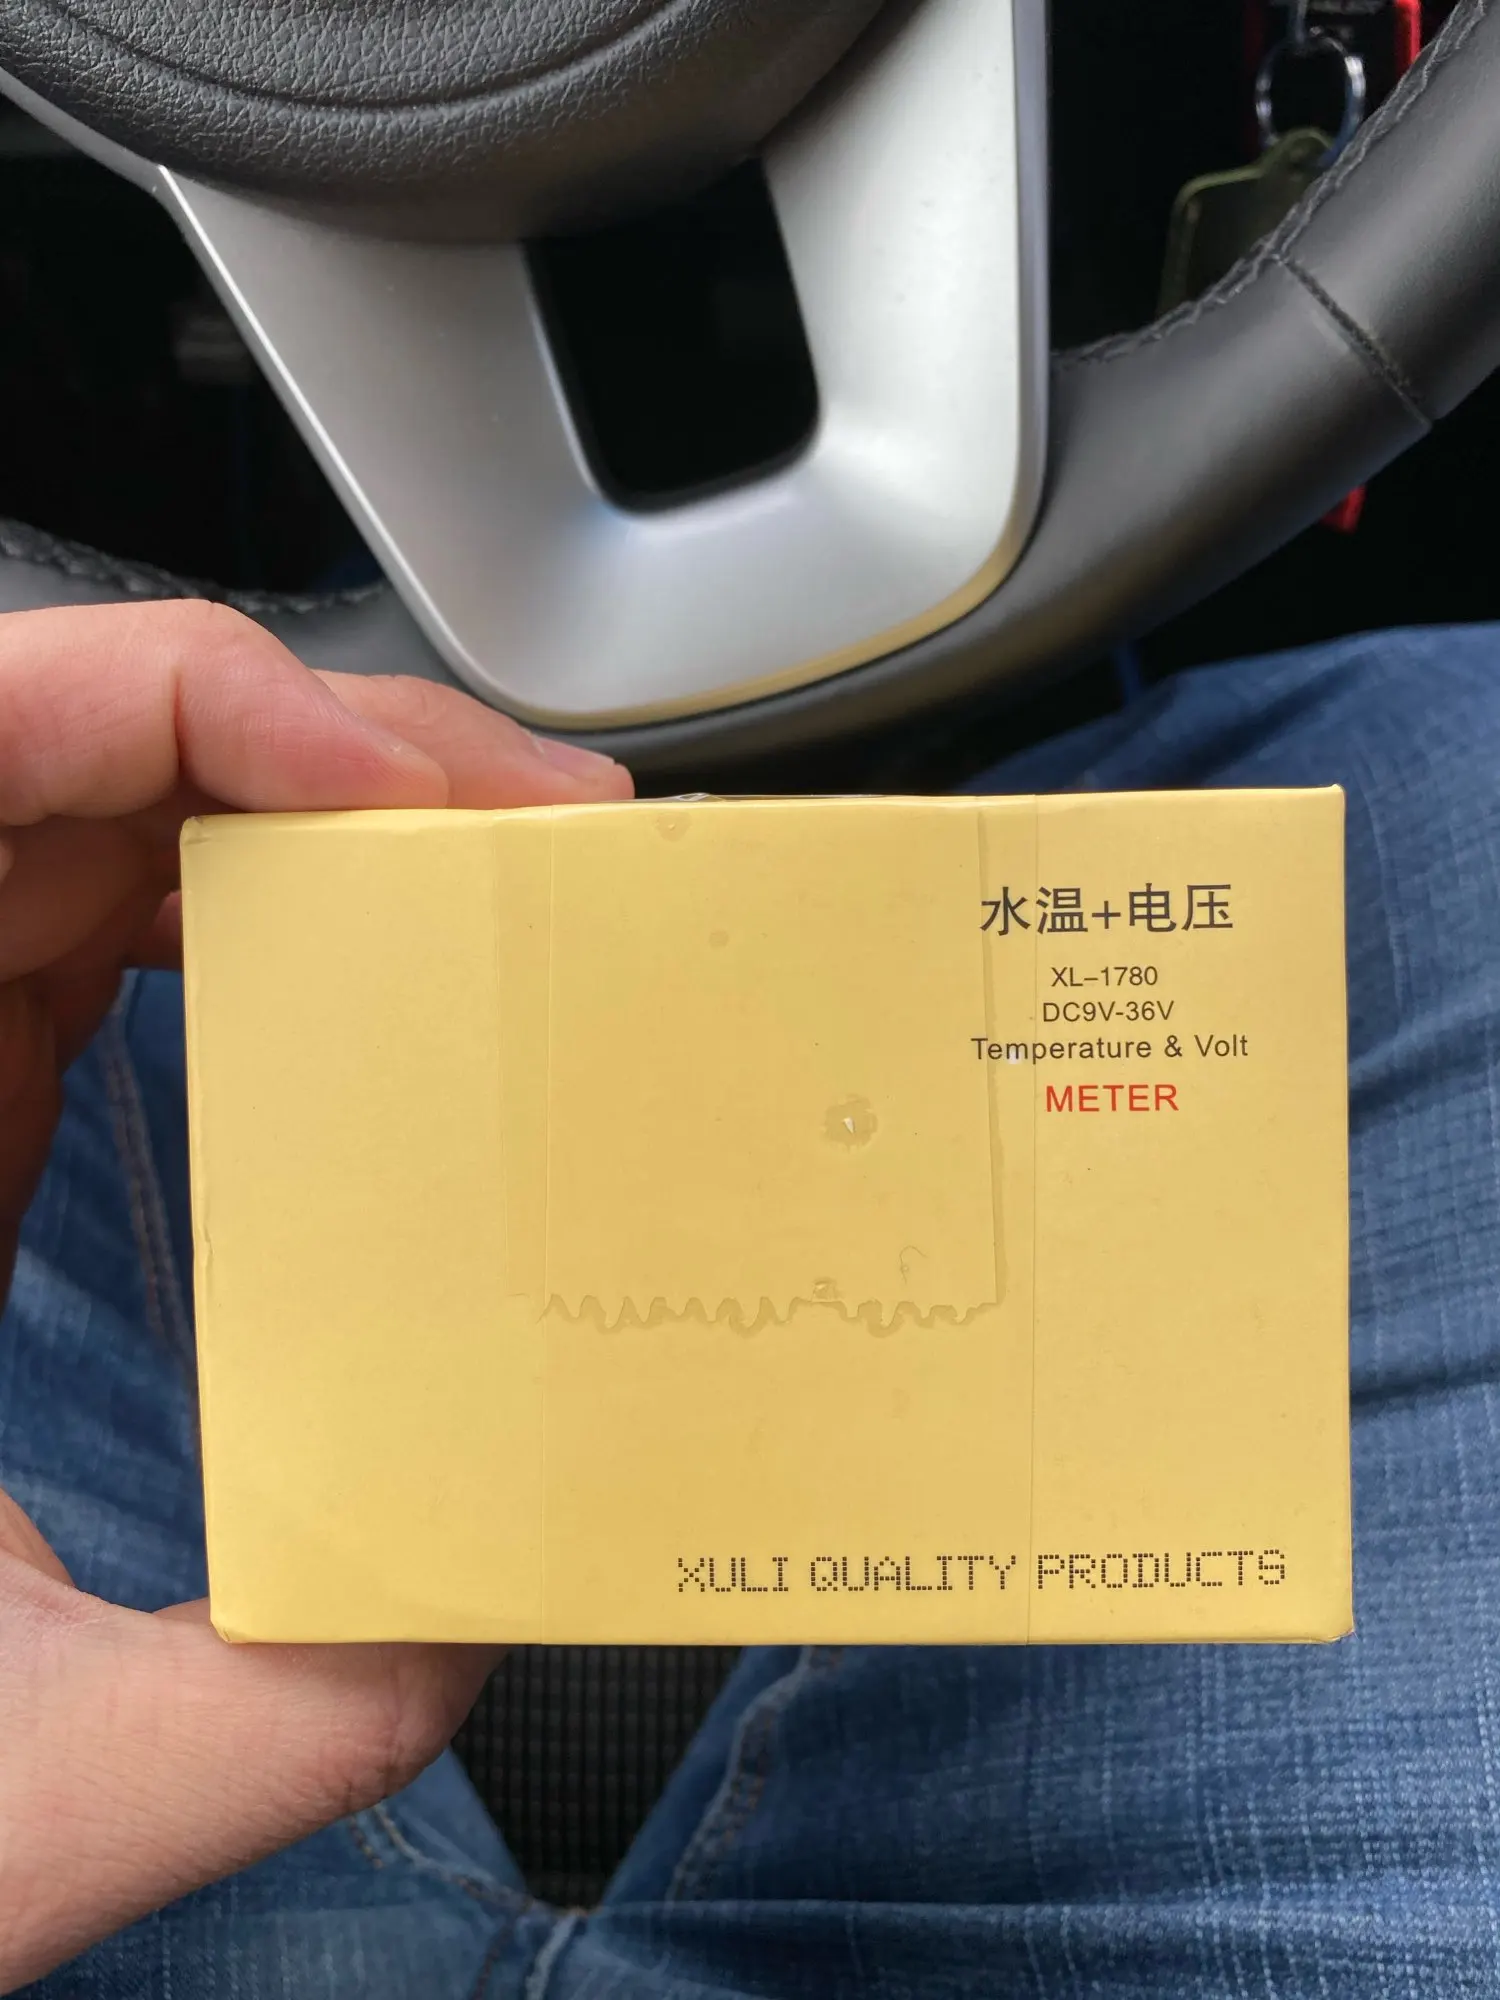 水温+电压
XL-1780
DC9V-36V
Temperature & Volt
METER
XULI QUALITY PRODUCTS